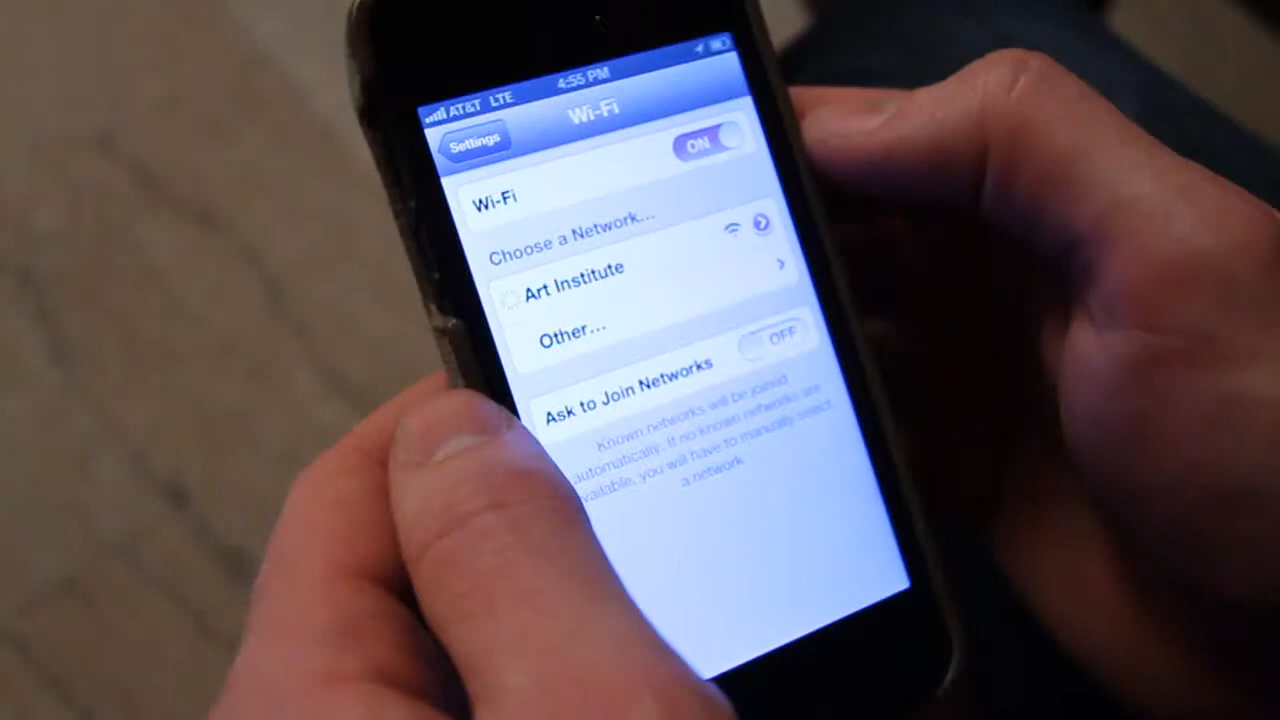 AT&T LTE 4:55 PM
Settings Wi-Fi
Wi-Fi ON
Choose a Network...
Art Institute
Other...
Ask to Join Networks OFF
Known networks will be joined
automatically. If no known networks are
available, you will have to manually select
a network.